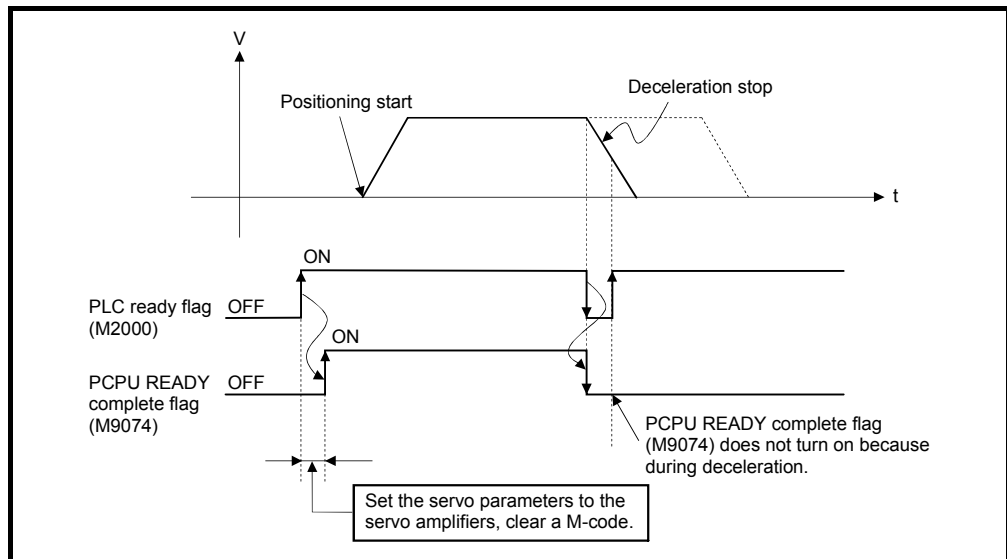 V
Deceleration stop
Positioning start
t
ON
PLC ready flag
(M2000)
OFF
ON
PCPU READY
complete flag
(M9074)
OFF
PCPU READY complete flag
(M9074) does not turn on because
during deceleration.
Set the servo parameters to the
servo amplifiers, clear a M-code.